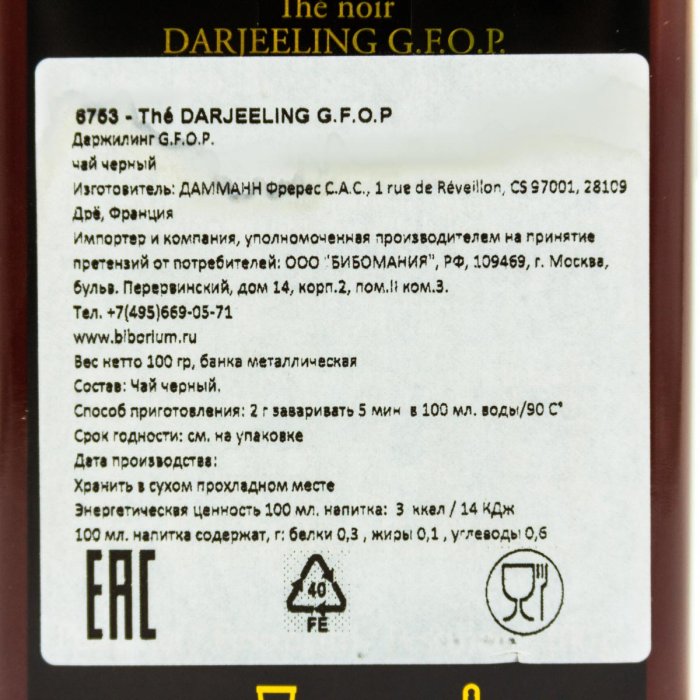 Thé noir
DARJEELING G.F.O.P.
6753 - Thé DARJEELING G.F.O.P
Даржилинг G.F.O.P.
чай черный
Изготовитель: ДАММАНН Фререс С.А.С., 1 rue de Réveillon, CS 97001, 28109
Дрё, Франция
Импортер и компания, уполномоченная производителем на принятие
претензий от потребителей: ООО "БИБОМАНИЯ", РФ, 109469, г. Москва,
бульв. Перервинский, дом 14, корп.2, пом.II ком.3.
Тел. +7(495)669-05-71
www.biborium.ru
Вес нетто 100 гр, банка металлическая
Состав: Чай черный.
Способ приготовления: 2 г заваривать 5 мин в 100 мл. воды/90 С°
Срок годности: см. на упаковке
Дата производства:
Хранить в сухом прохладном месте
Энергетическая ценность 100 мл. напитка: 3 ккал / 14 КДж
100 мл. напитка содержат, г: белки 0,3 , жиры 0,1 , углеводы 0,6
EAC
40
FE